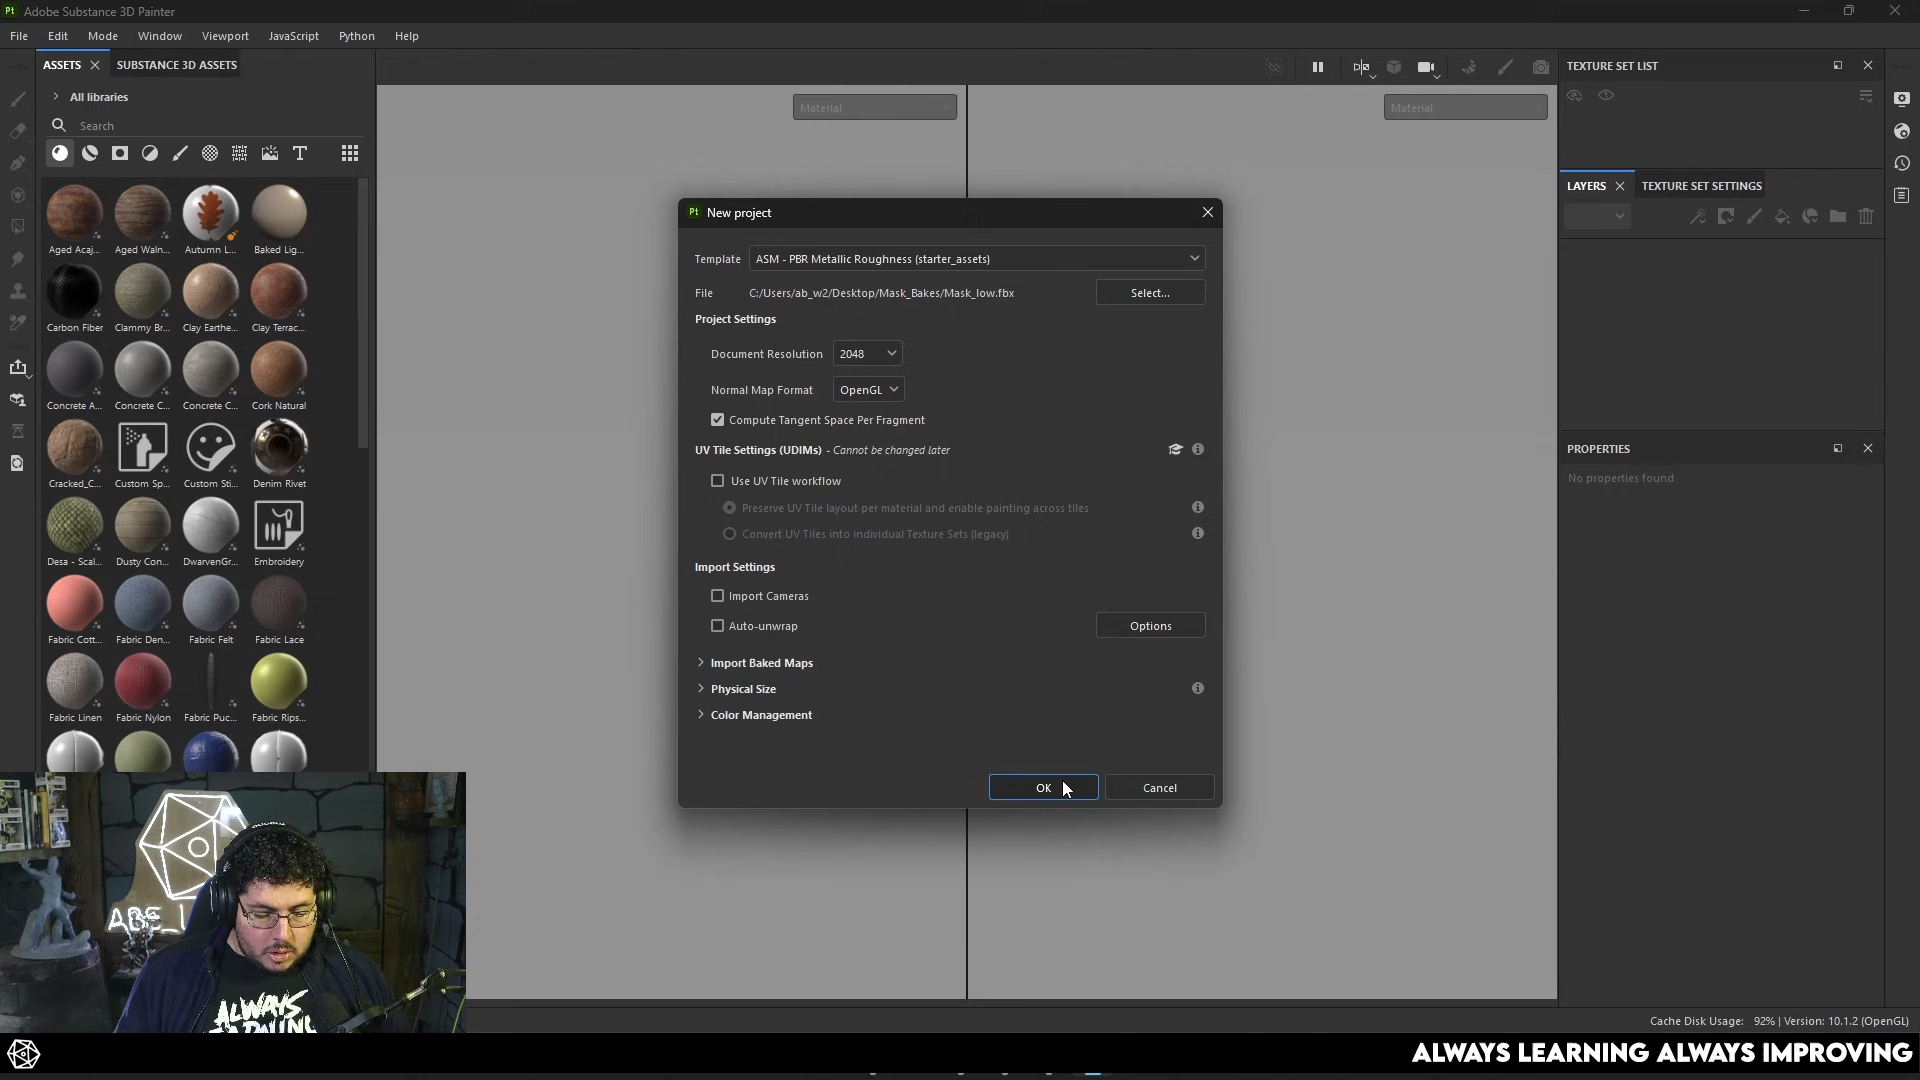 Pt Adobe Substance 3D Painter
File Edit Mode Window Viewport JavaScript Python Help
ASSETS SUBSTANCE 3D ASSETS
All libraries
Search
Aged Acaj... Aged Waln... Autumn L... Baked Lig...
Carbon Fiber Clammy Br... Clay Earthe... Clay Terrac...
Concrete A... Concrete C... Concrete C... Cork Natural
Cracked_C... Custom Sp... Custom Sti... Denim Rivet
Desa - Scal... Dusty Con... DwarvenGr... Embroidery
Fabric Cott... Fabric Den... Fabric Felt Fabric Lace
Fabric Linen Fabric Nylon Fabric Puc... Fabric Rips...
Material
Material
Pt New project
Template ASM - PBR Metallic Roughness (starter_assets)
File C:/Users/ab_w2/Desktop/Mask_Bakes/Mask_low.fbx Select...
Project Settings
Document Resolution 2048
Normal Map Format OpenGL
Compute Tangent Space Per Fragment
UV Tile Settings (UDIMs) - Cannot be changed later
Use UV Tile workflow
Preserve UV Tile layout per material and enable painting across tiles
Convert UV Tiles into individual Texture Sets (legacy)
Import Settings
Import Cameras
Auto-unwrap Options
Import Baked Maps
Physical Size
Color Management
OK Cancel
TEXTURE SET LIST
LAYERS TEXTURE SET SETTINGS
PROPERTIES
No properties found
ABE_L
ALWAYS
Cache Disk Usage: 92% | Version: 10.1.2 (OpenGL)
ALWAYS LEARNING ALWAYS IMPROVING